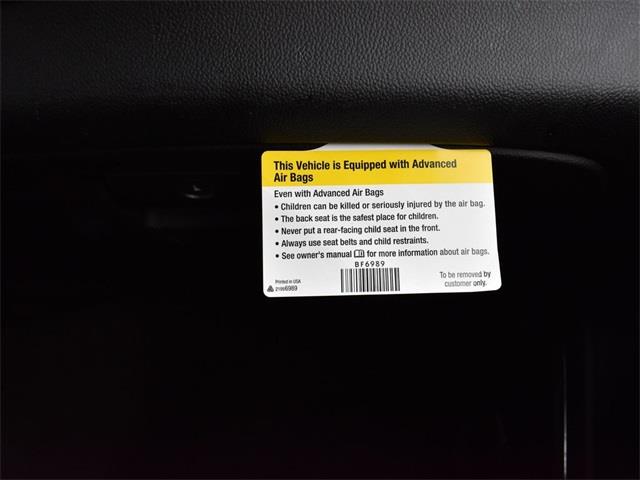 This Vehicle is Equipped with Advanced
Air Bags
Even with Advanced Air Bags
• Children can be killed or seriously injured by the air bag.
• The back seat is the safest place for children.
• Never put a rear-facing child seat in the front.
• Always use seat belts and child restraints.
• See owner's manual for more information about air bags.
BF6989
Printed in USA
To be removed by
customer only.